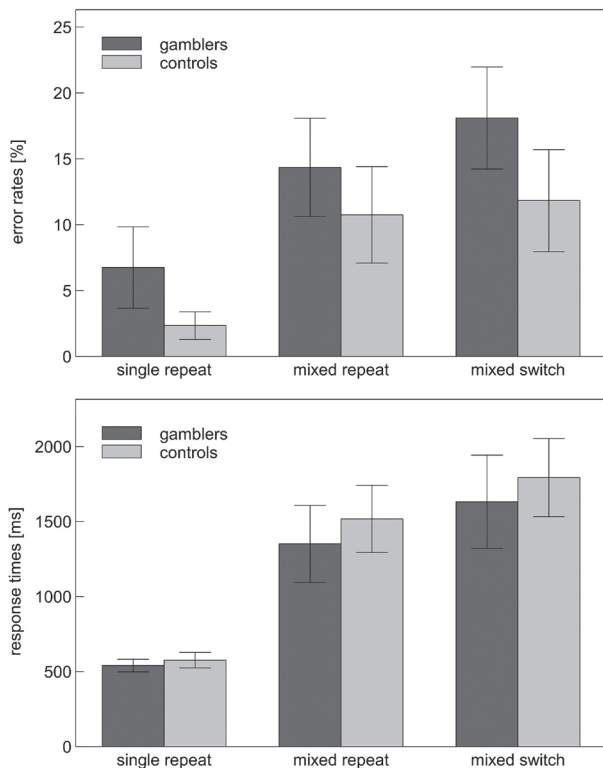 25
20
15
10
5
0
error rates [%]
gamblers
controls
single repeat mixed repeat mixed switch
2000
1500
1000
500
0
response times [ms]
gamblers
controls
single repeat mixed repeat mixed switch